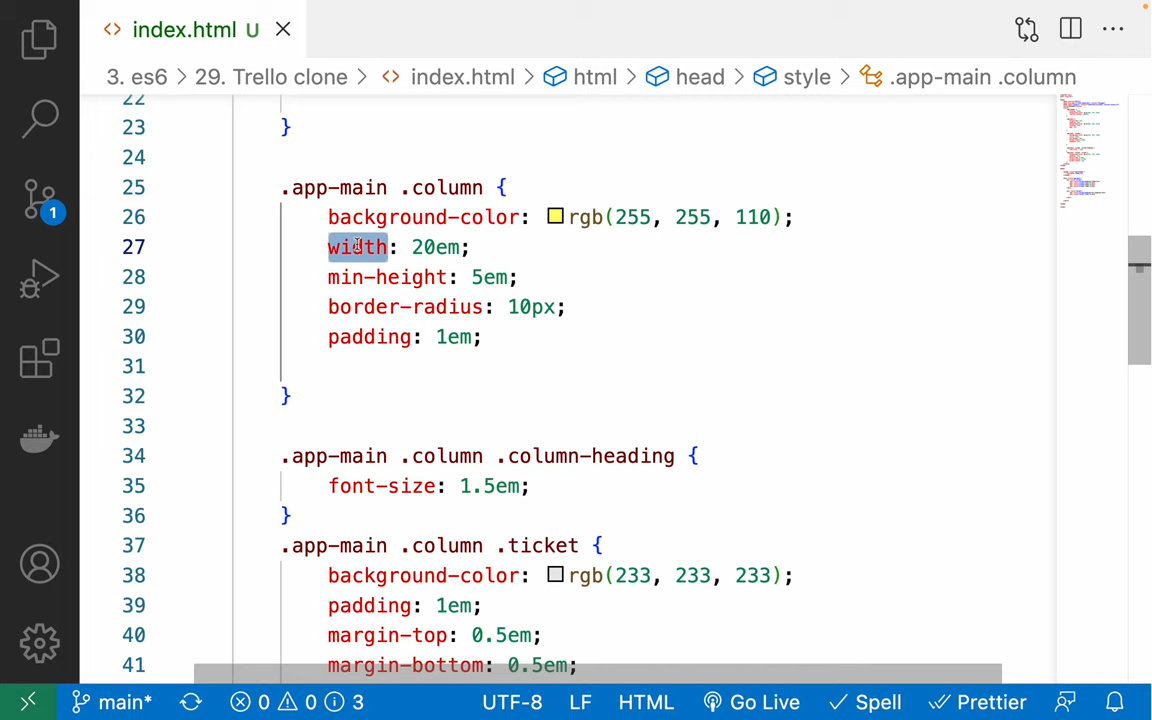 index.html U
3. es6 > 29. Trello clone > index.html > html > head > style > .app-main .column
22
23 }
24
25 .app-main .column {
26 background-color: rgb(255, 255, 110);
27 width: 20em;
28 min-height: 5em;
29 border-radius: 10px;
30 padding: 1em;
31
32 }
33
34 .app-main .column .column-heading {
35 font-size: 1.5em;
36 }
37 .app-main .column .ticket {
38 background-color: rgb(233, 233, 233);
39 padding: 1em;
40 margin-top: 0.5em;
41 margin-bottom: 0.5em;
1
main* 0 0 3 UTF-8 LF HTML Go Live Spell Prettier